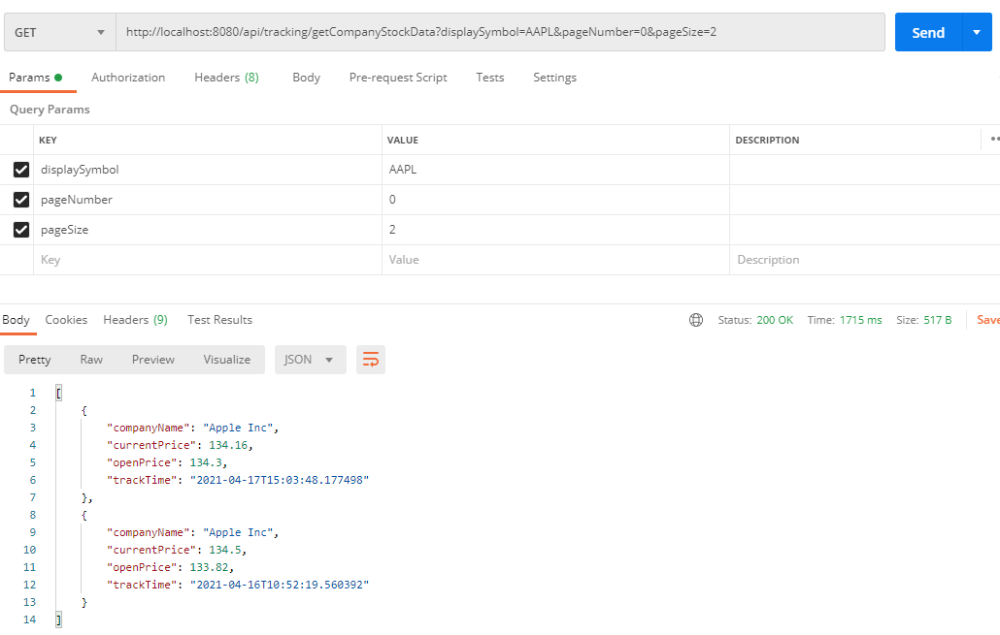 GET http://localhost:8080/api/tracking/getCompanyStockData?displaySymbol=AAPL&pageNumber=0&pageSize=2 Send
Params Authorization Headers (8) Body Pre-request Script Tests Settings
Query Params
KEY VALUE DESCRIPTION
displaySymbol AAPL
pageNumber 0
pageSize 2
Key Value Description
Body Cookies Headers (9) Test Results Status: 200 OK Time: 1715 ms Size: 517 B Save
Pretty Raw Preview Visualize JSON
1 [
2 {
3 "companyName": "Apple Inc",
4 "currentPrice": 134.16,
5 "openPrice": 134.3,
6 "trackTime": "2021-04-17T15:03:48.177498"
7 },
8 {
9 "companyName": "Apple Inc",
10 "currentPrice": 134.5,
11 "openPrice": 133.82,
12 "trackTime": "2021-04-16T10:52:19.560392"
13 }
14 ]